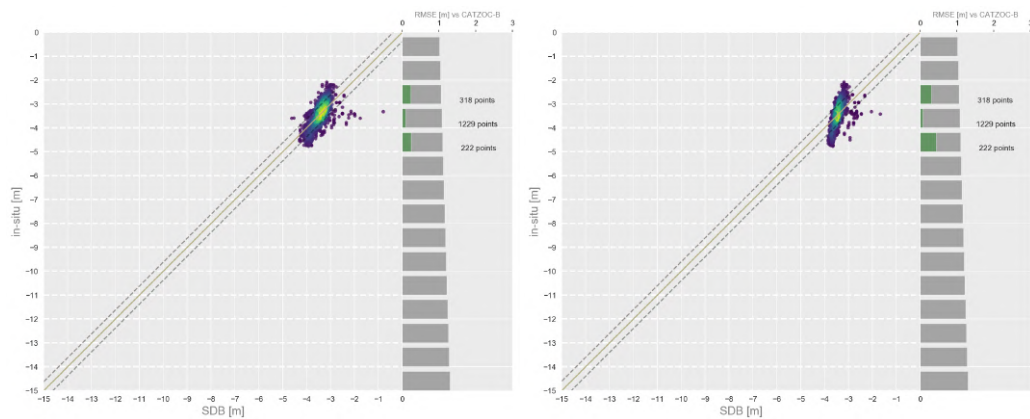 RMSE [m] vs CATZOC-B
0 1 2 3
0
−1
−2
−3
−4
−5
−6
−7
−8
−9
−10
−11
−12
−13
−14
−15
in-situ [m]
318 points
1229 points
222 points
−15 −14 −13 −12 −11 −10 −9 −8 −7 −6 −5 −4 −3 −2 −1 0
SDB [m]
RMSE [m] vs CATZOC-B
0 1 2 3
0
−1
−2
−3
−4
−5
−6
−7
−8
−9
−10
−11
−12
−13
−14
−15
in-situ [m]
318 points
1229 points
222 points
−15 −14 −13 −12 −11 −10 −9 −8 −7 −6 −5 −4 −3 −2 −1 0
SDB [m]